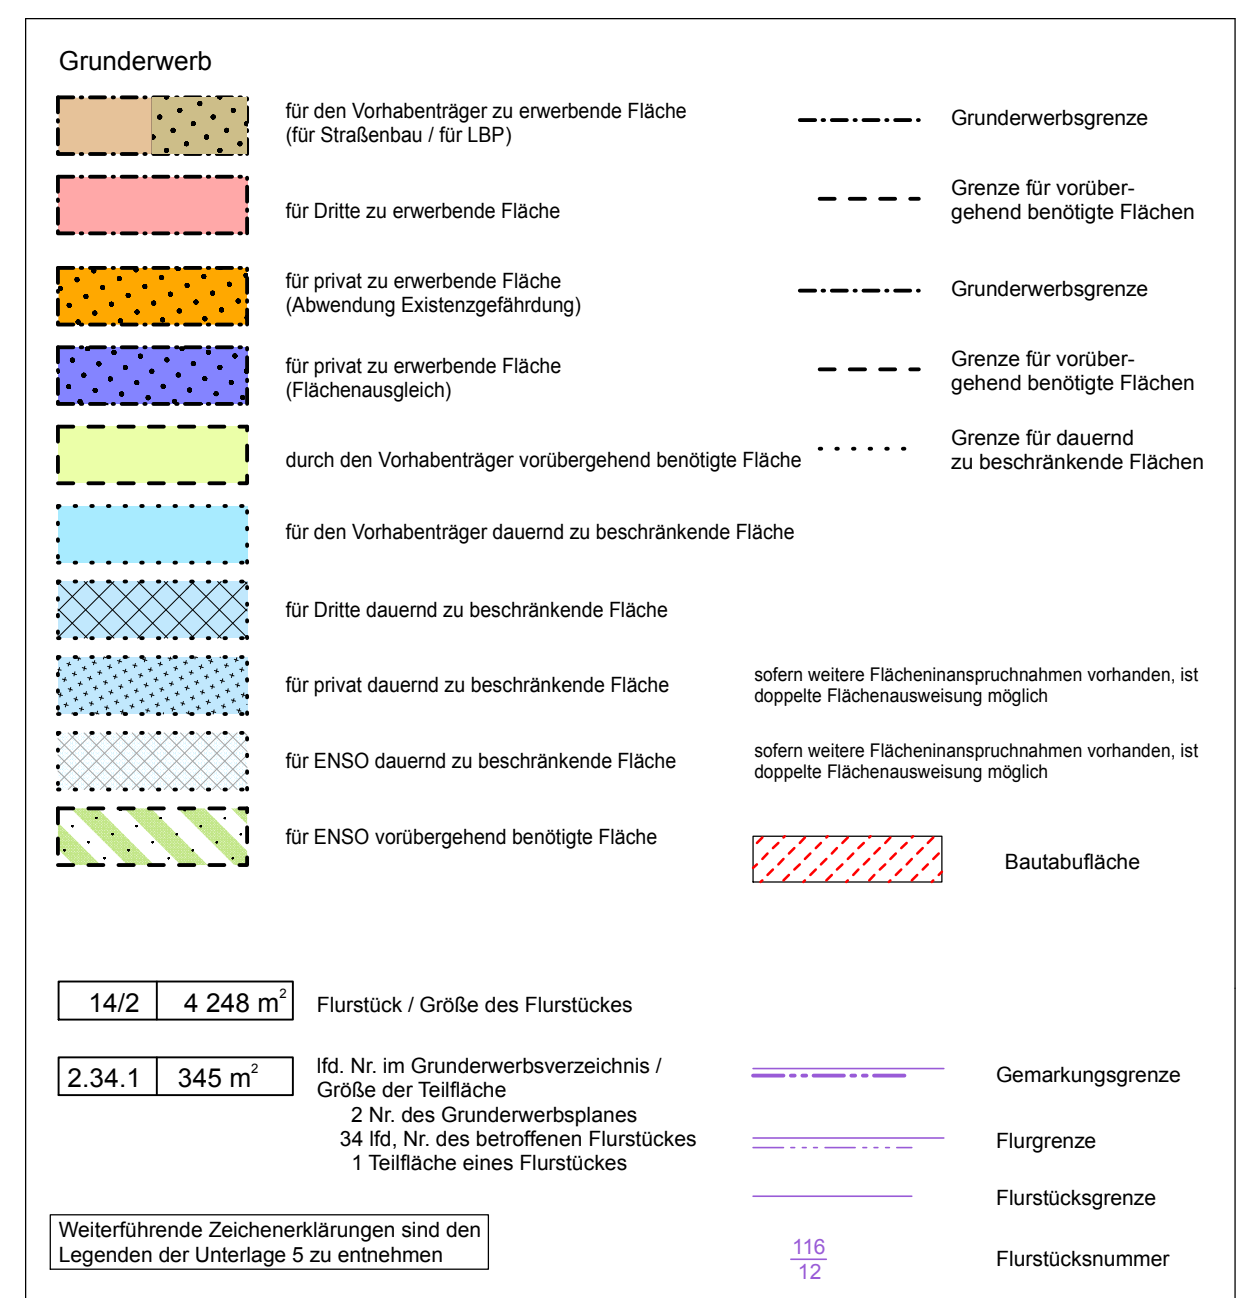 Grunderwerb
für den Vorhabenträger zu erwerbende Fläche
(für Straßenbau / für LBP)
Grunderwerbsgrenze
für Dritte zu erwerbende Fläche
Grenze für vorüber-
gehend benötigte Flächen
für privat zu erwerbende Fläche
(Abwendung Existenzgefährdung)
Grunderwerbsgrenze
für privat zu erwerbende Fläche
(Flächenausgleich)
Grenze für vorüber-
gehend benötigte Flächen
durch den Vorhabenträger vorübergehend benötigte Fläche
Grenze für dauernd
zu beschränkende Flächen
für den Vorhabenträger dauernd zu beschränkende Fläche
für Dritte dauernd zu beschränkende Fläche
für privat dauernd zu beschränkende Fläche
sofern weitere Flächeninanspruchnahmen vorhanden, ist
doppelte Flächenausweisung möglich
für ENSO dauernd zu beschränkende Fläche
sofern weitere Flächeninanspruchnahmen vorhanden, ist
doppelte Flächenausweisung möglich
für ENSO vorübergehend benötigte Fläche
Bautabufläche
14/2 4 248 m²
Flurstück / Größe des Flurstückes
2.34.1 345 m²
lfd. Nr. im Grunderwerbsverzeichnis /
Größe der Teilfläche
2 Nr. des Grunderwerbsplanes
34 lfd, Nr. des betroffenen Flurstückes
1 Teilfläche eines Flurstückes
Gemarkungsgrenze
Flurgrenze
Flurstücksgrenze
116
12
Flurstücksnummer
Weiterführende Zeichenerklärungen sind den
Legenden der Unterlage 5 zu entnehmen